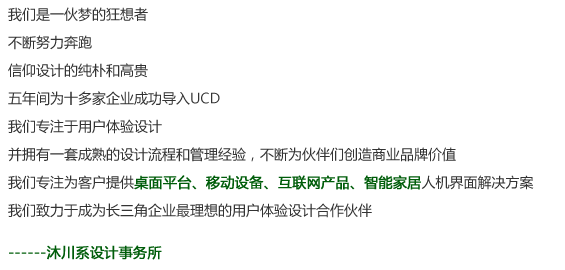 我们是一伙梦的狂想者
不断努力奔跑
信仰设计的纯朴和高贵
五年间为十多家企业成功导入UCD
我们专注于用户体验设计
并拥有一套成熟的设计流程和管理经验，不断为伙伴们创造商业品牌价值
我们专注为客户提供桌面平台、移动设备、互联网产品、智能家居人机界面解决方案
我们致力于成为长三角企业最理想的用户体验设计合作伙伴
------沐川系设计事务所